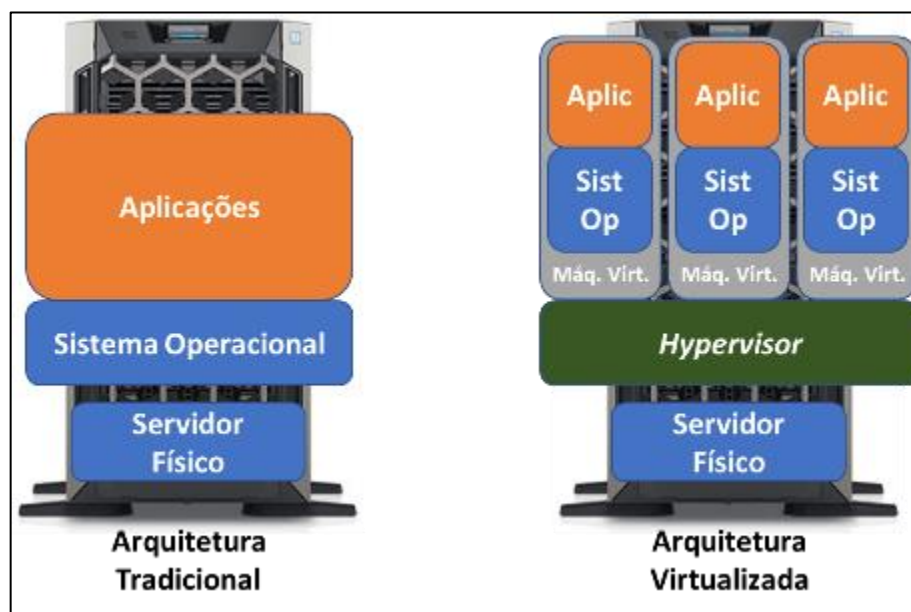 Aplicações
Sistema Operacional
Servidor
Físico
Arquitetura
Tradicional
Aplic
Sist
Op
Máq. Virt.
Aplic
Sist
Op
Máq. Virt.
Aplic
Sist
Op
Máq. Virt.
Hypervisor
Servidor
Físico
Arquitetura
Virtualizada